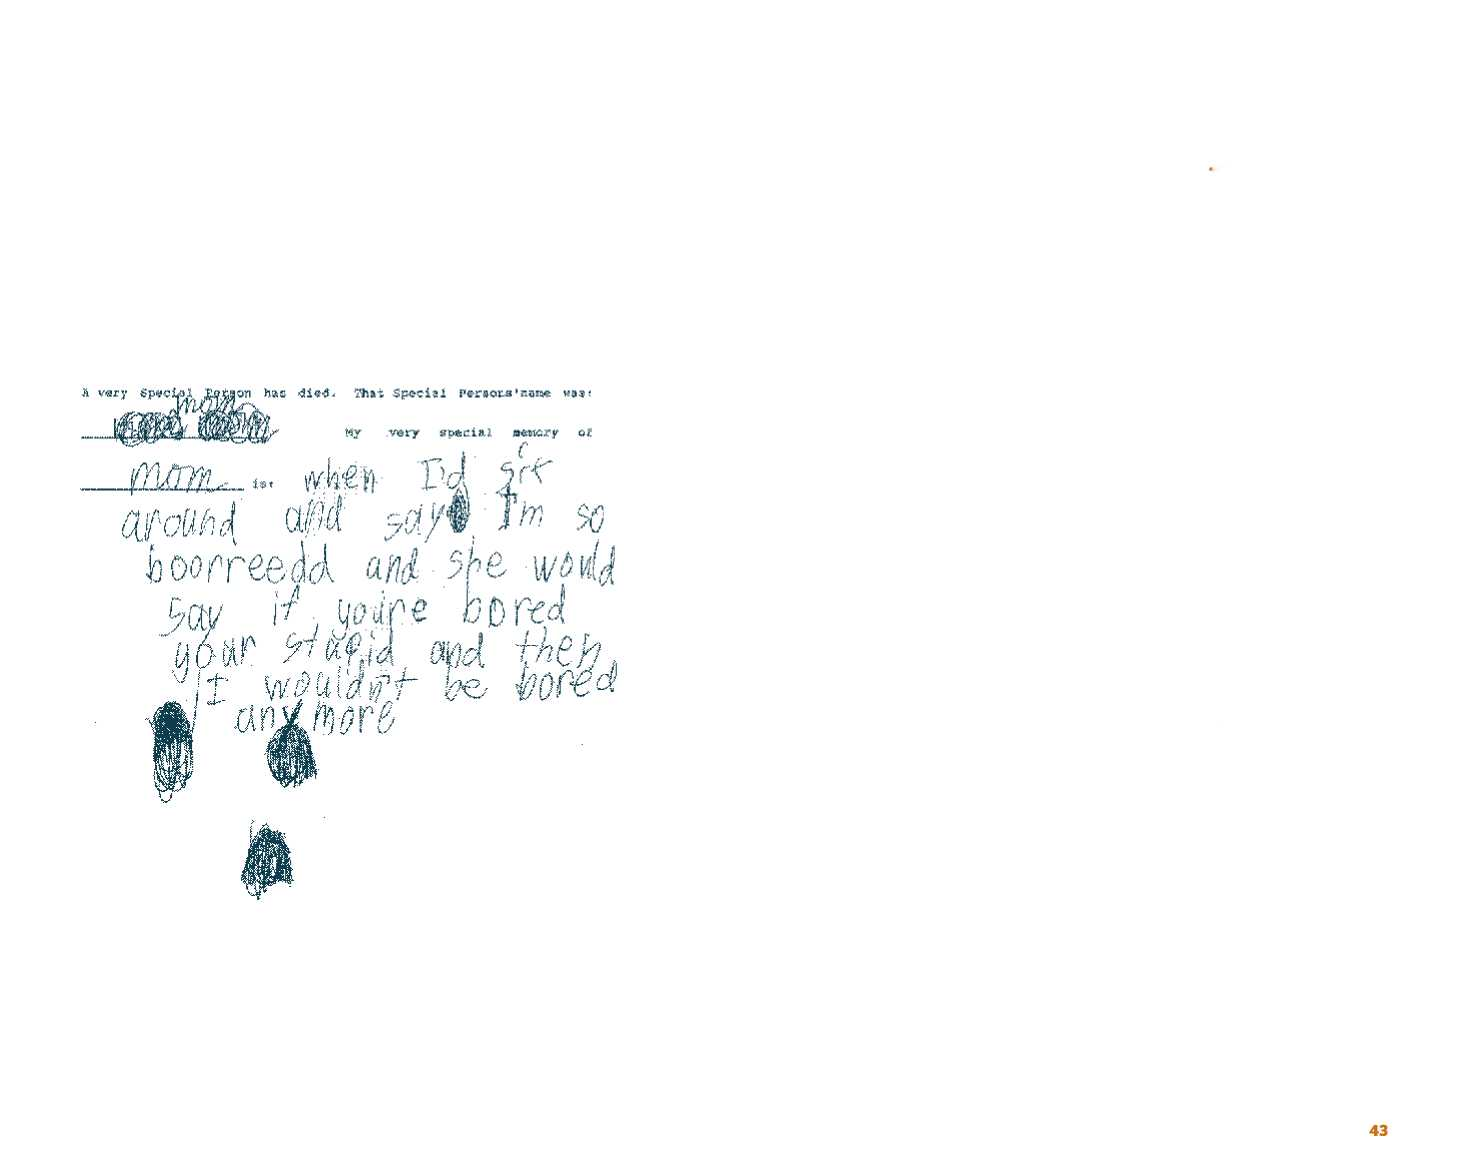 A very Special Person has died. That Special Persons'name was:
mom
My very special memory of
mom is: when I'd sit
around and say I'm so
boorreedd and she would
say if you're bored
your stupid and then
I wouldn't be bored
anymore
43